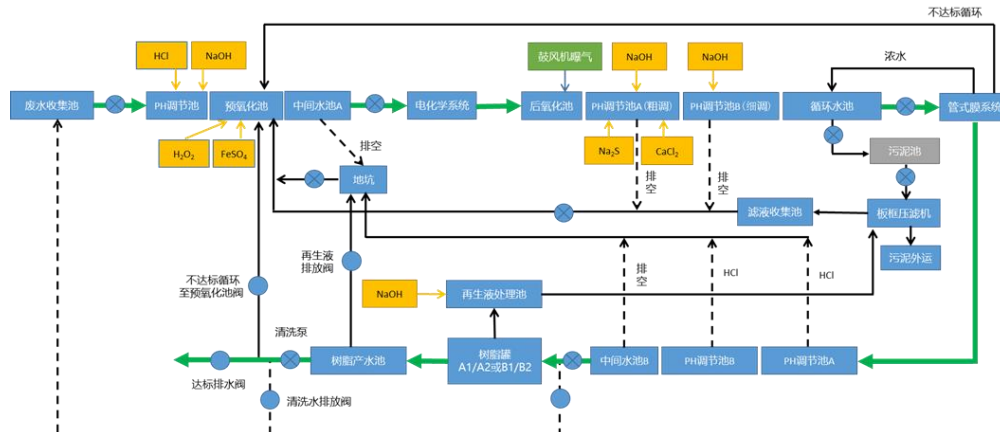 不达标循环
HCl
NaOH
鼓风机曝气
NaOH
NaOH
浓水
废水收集池
PH调节池
预氧化池
中间水池A
电化学系统
后氧化池
PH调节池A (粗调)
PH调节池B (细调)
循环水池
管式膜系统
H₂O₂
FeSO₄
排空
Na₂S
CaCl₂
污泥池
地坑
排
空
排
空
滤液收集池
板框压滤机
污泥外运
不达标循环
至预氧化池阀
再生液
排放阀
NaOH
再生液处理池
排
空
HCl
HCl
清洗泵
树脂产水池
树脂罐
A1/A2或B1/B2
中间水池B
PH调节池B
PH调节池A
达标排水阀
清洗水排放阀